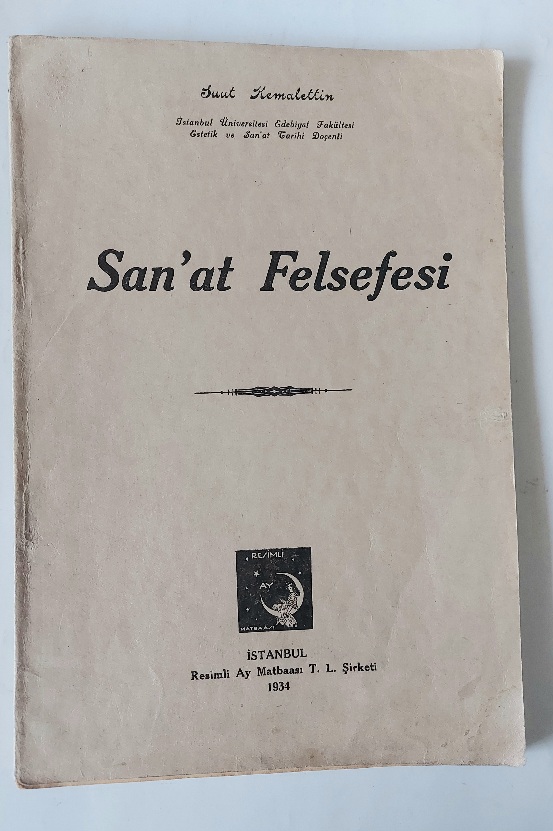 Suut Kemalettin
İstanbul Üniversitesi Edebiyat Fakültesi
Estetik ve San'at Tarihi Doçenti
San'at Felsefesi
RESİMLİ
AY
MATBAASI
İSTANBUL
Resimli Ay Matbaası T. L. Şirketi
1934